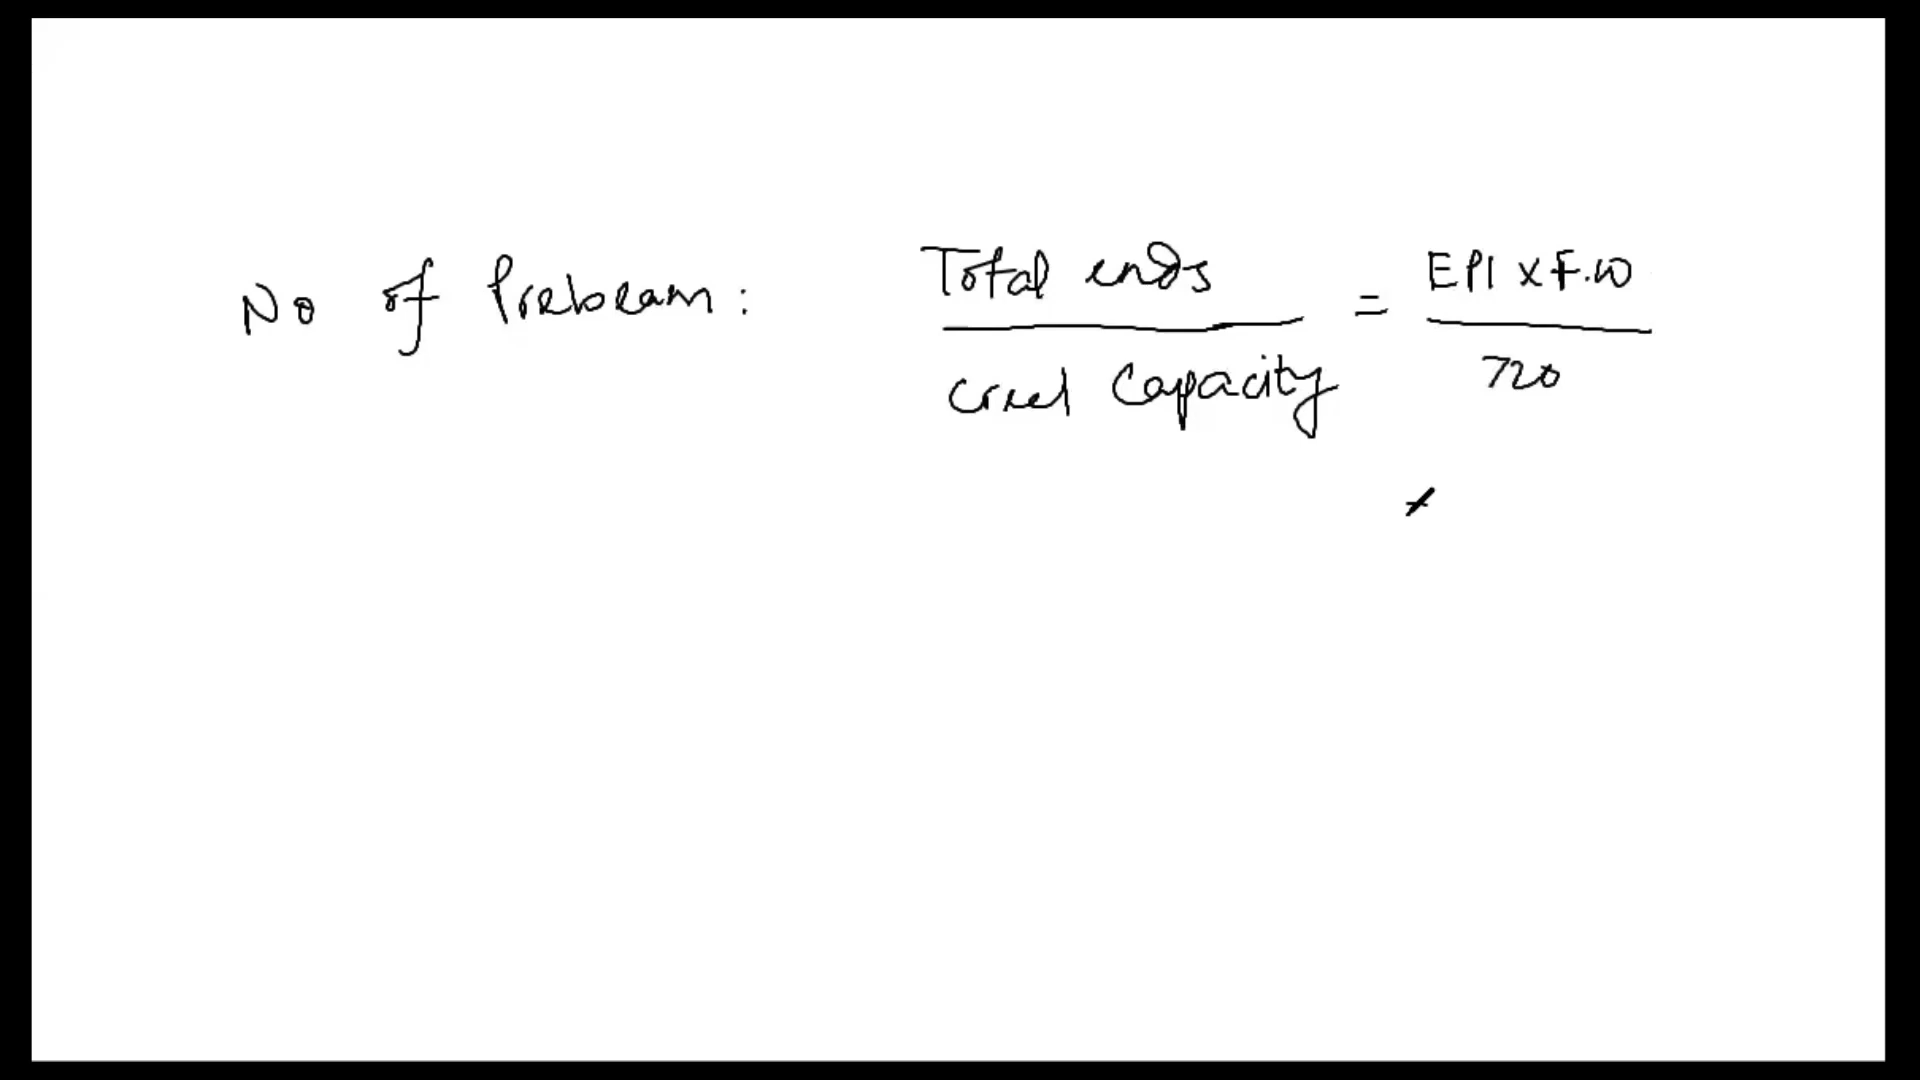 No of Prebeam: Total ends / Creel Capacity = EPI x F.W / 720